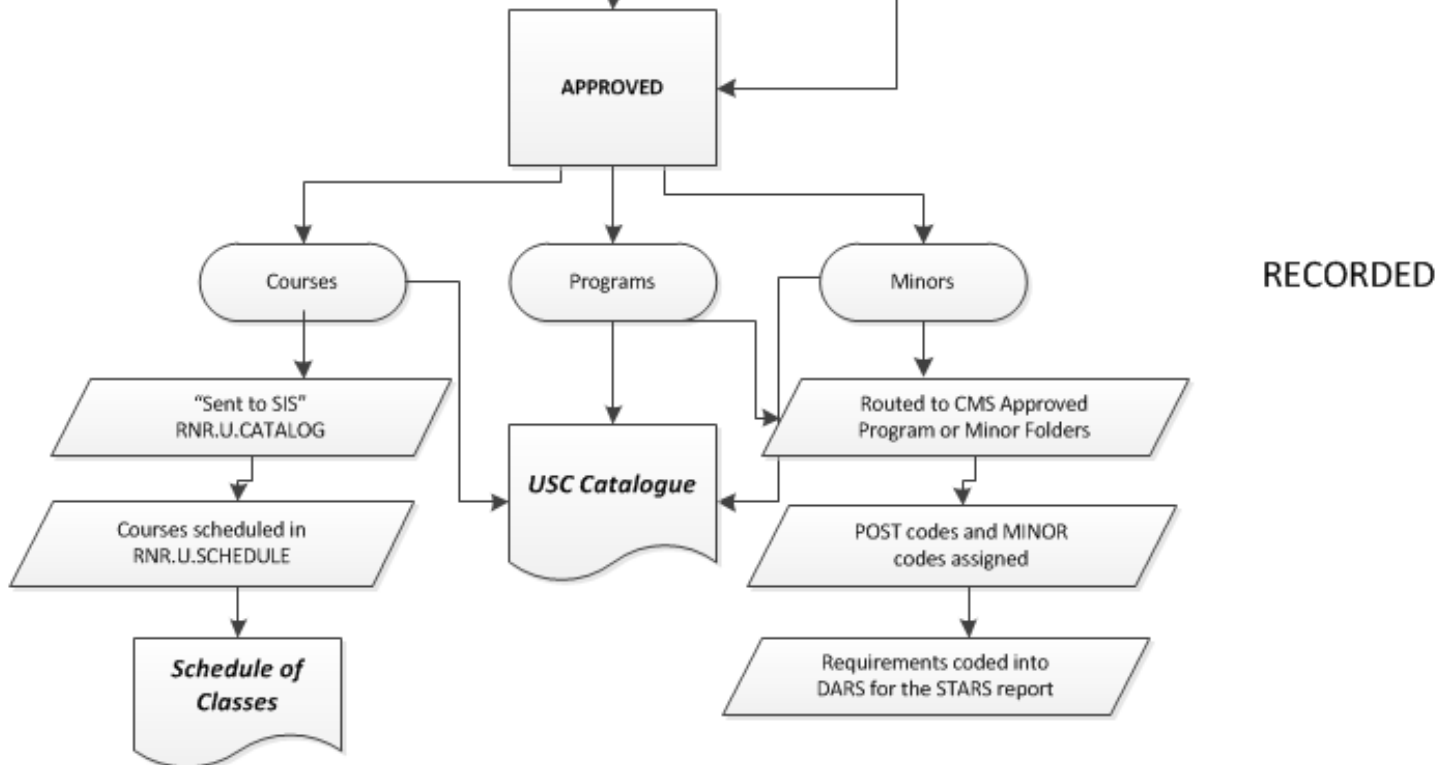 APPROVED
Courses
Programs
Minors
RECORDED
“Sent to SIS”
RNR.U.CATALOG
Routed to CMS Approved
Program or Minor Folders
USC Catalogue
Courses scheduled in
RNR.U.SCHEDULE
POST codes and MINOR
codes assigned
Schedule of
Classes
Requirements coded into
DARS for the STARS report